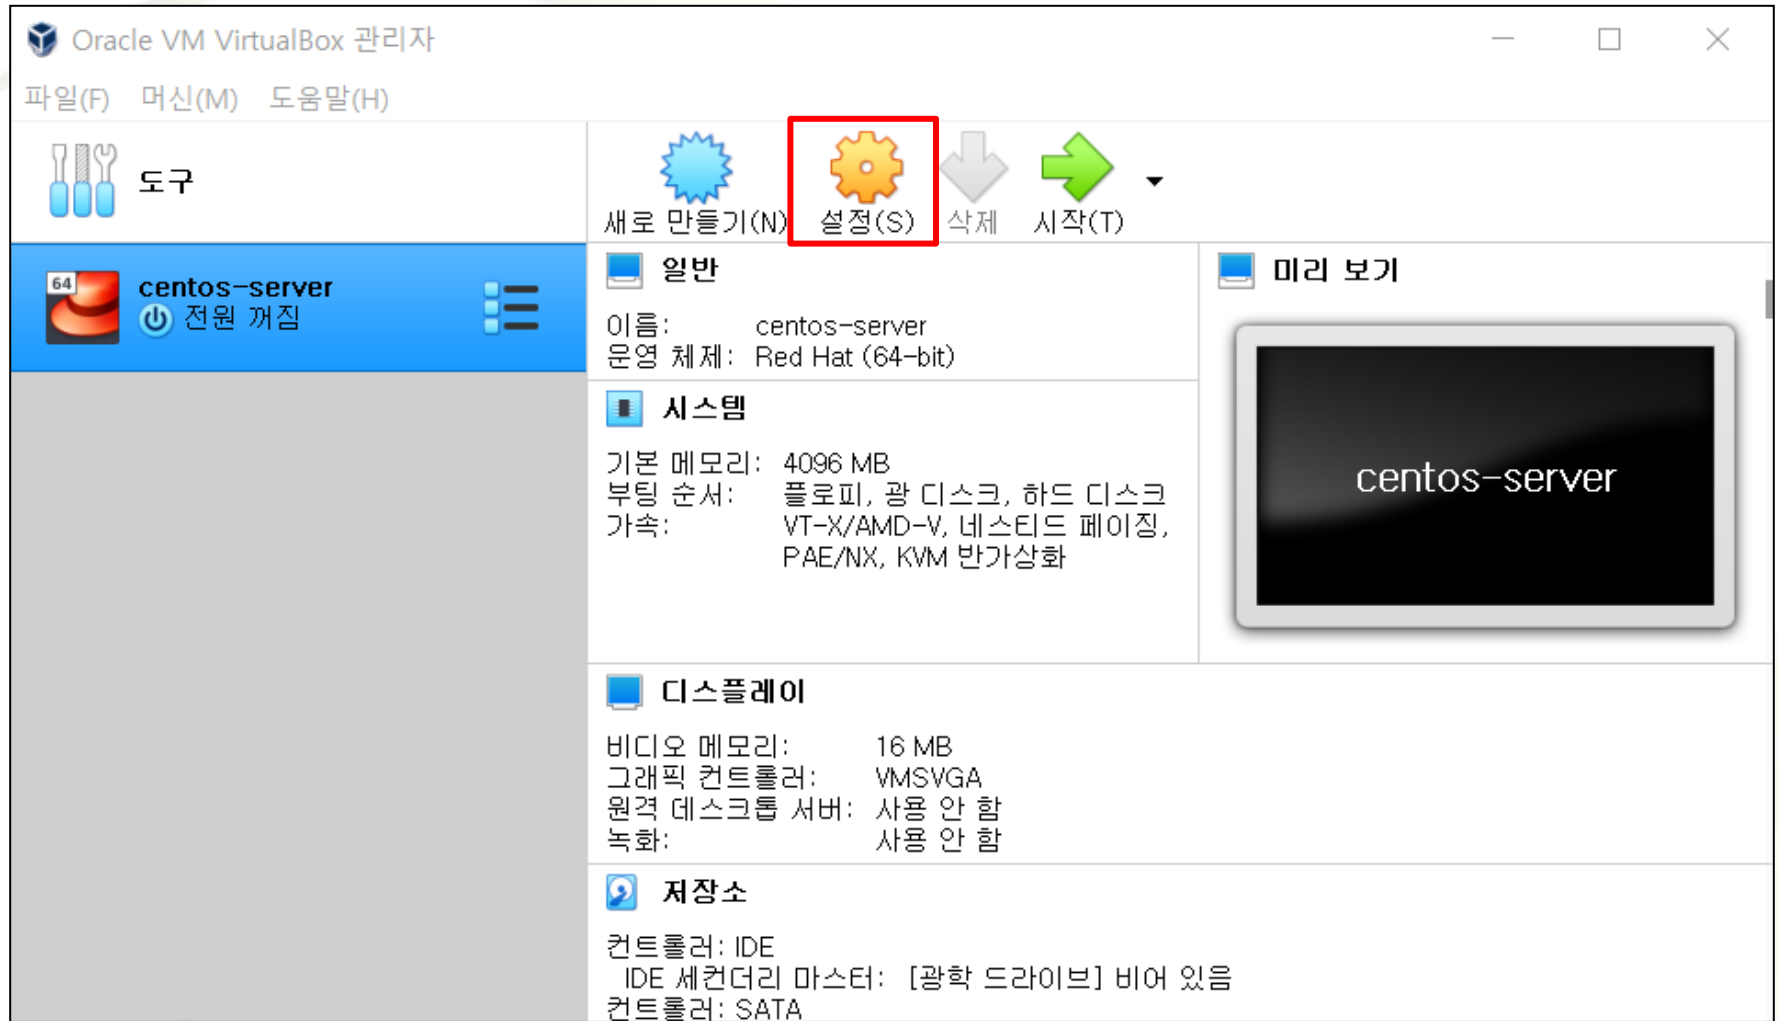 Oracle VM VirtualBox 관리자
파일(F) 머신(M) 도움말(H)
도구
새로 만들기(N) 설정(S) 삭제 시작(T)
64
centos-server
전원 꺼짐
일반
이름: centos-server
운영 체제: Red Hat (64-bit)
시스템
기본 메모리: 4096 MB
부팅 순서: 플로피, 광 디스크, 하드 디스크
가속: VT-X/AMD-V, 네스티드 페이징,
PAE/NX, KVM 반가상화
미리 보기
centos-server
디스플레이
비디오 메모리: 16 MB
그래픽 컨트롤러: VMSVGA
원격 데스크톱 서버: 사용 안 함
녹화: 사용 안 함
저장소
컨트롤러: IDE
IDE 세컨더리 마스터: [광학 드라이브] 비어 있음
컨트롤러: SATA